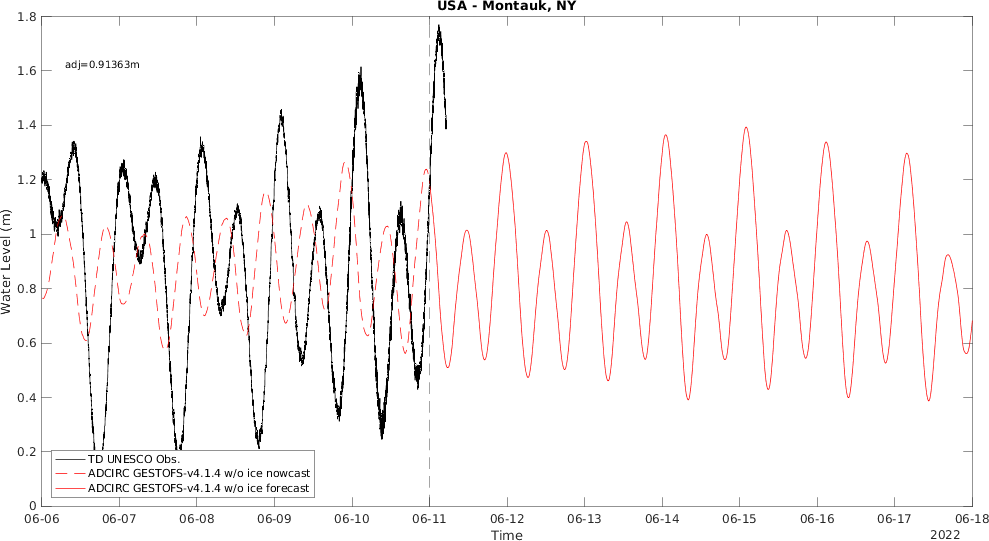 USA - Montauk, NY
1.8
1.6
1.4
1.2
1
0.8
0.6
0.4
0.2
0
Water Level (m)
adj=0.91363m
TD UNESCO Obs.
ADCIRC GESTOFS-v4.1.4 w/o ice nowcast
ADCIRC GESTOFS-v4.1.4 w/o ice forecast
06-06 06-07 06-08 06-09 06-10 06-11 06-12 06-13 06-14 06-15 06-16 06-17 06-18
Time
2022